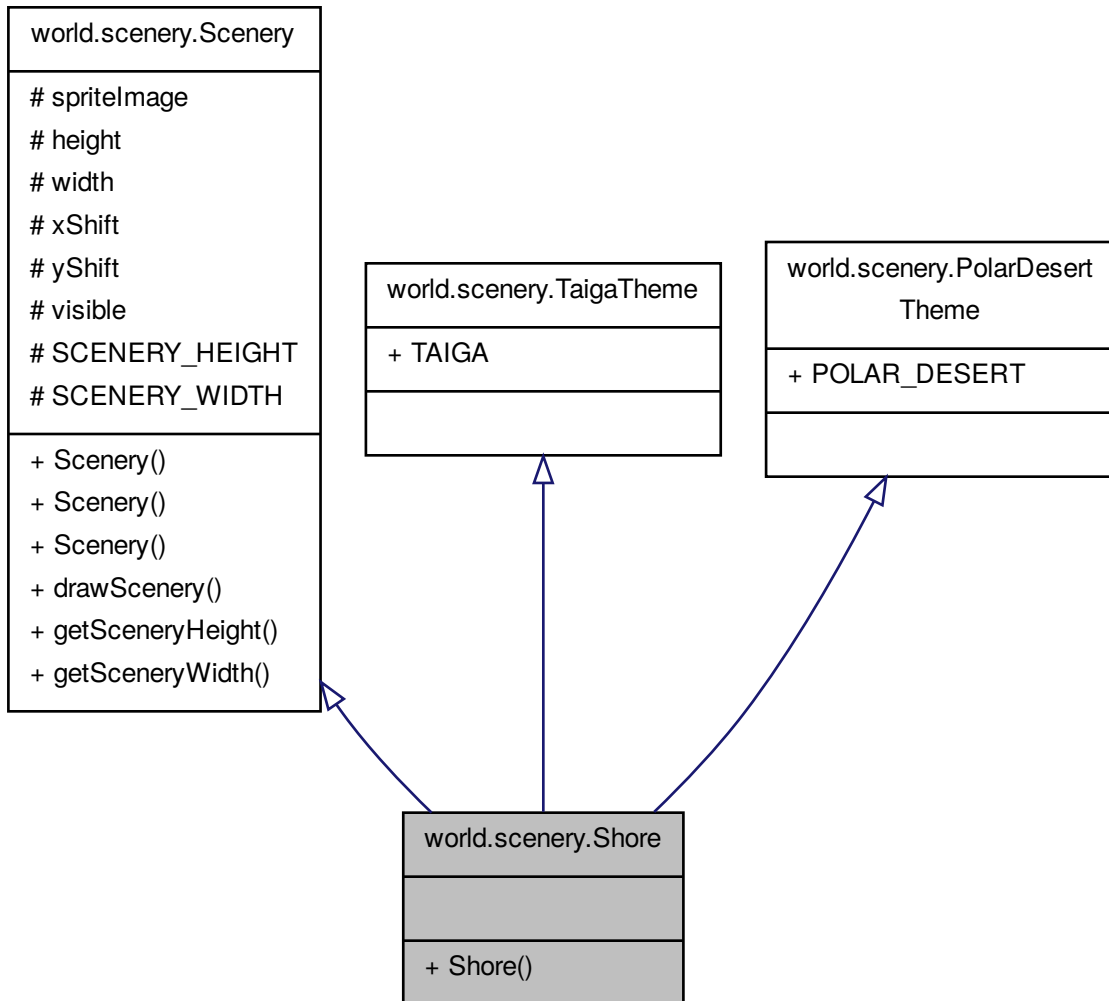 world.scenery.Scenery
# spriteImage
# height
# width
# xShift
# yShift
# visible
# SCENERY_HEIGHT
# SCENERY_WIDTH
+ Scenery()
+ Scenery()
+ Scenery()
+ drawScenery()
+ getSceneryHeight()
+ getSceneryWidth()
world.scenery.TaigaTheme
+ TAIGA
world.scenery.PolarDesert
Theme
+ POLAR_DESERT
world.scenery.Shore
+ Shore()